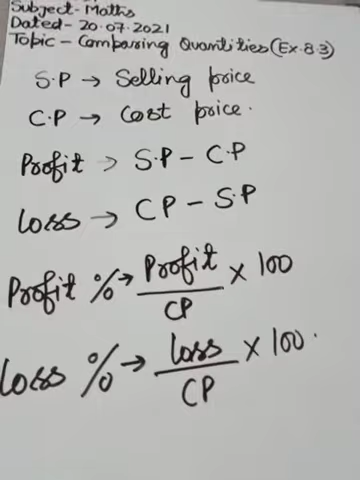 Subject- Maths
Dated- 20.07.2021
Topic - Comparing Quantities (Ex-8.3)
S.P → Selling price
C.P → Cost price.
Profit > S.P - C.P
loss → CP - S.P
Profit % → Profit/CP × 100
loss % → loss/CP × 100.